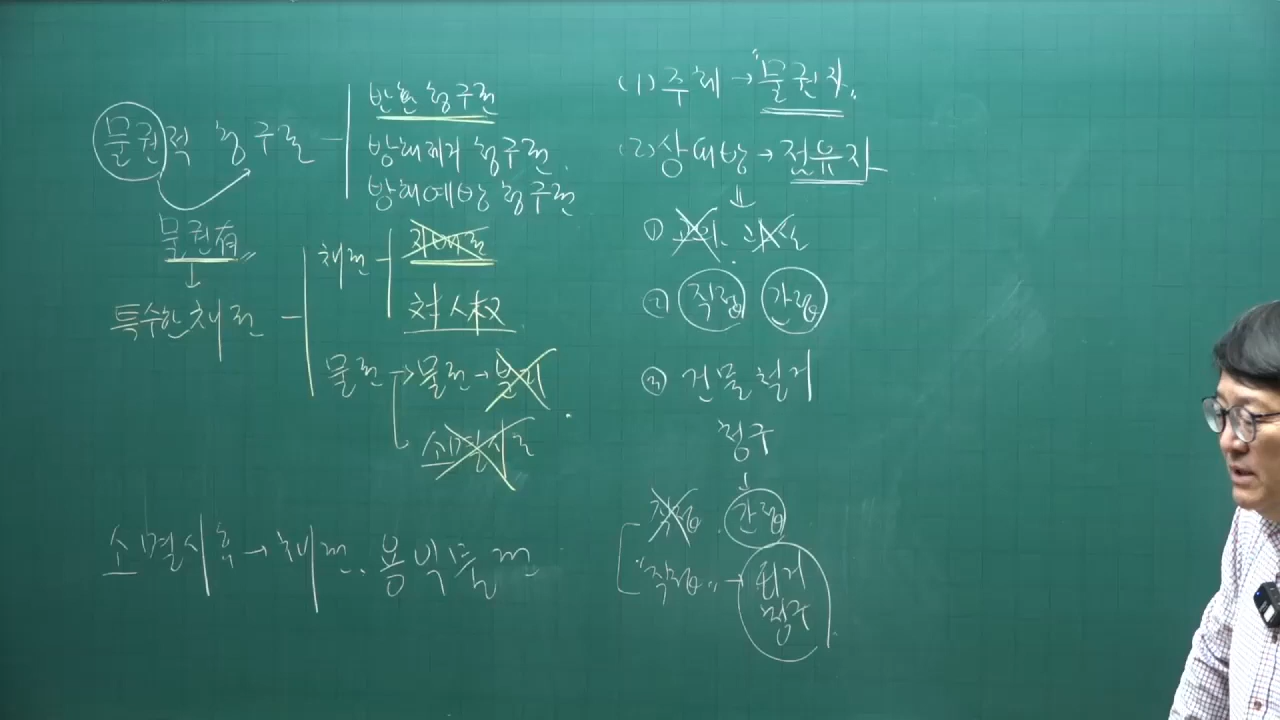 물권적 청구권
반환청구권
방해제거 청구권
방해예방 청구권
물권有
특수한 채권
채권
対人权
물권 → 물권 →
소멸시효 → 채권. 용익물권
(1) 주체 → "물권자.
(2) 상대방 → 점유자
①
② 직점 간점
③ 건물철거
청구
간점
"직점" → 퇴거
청구